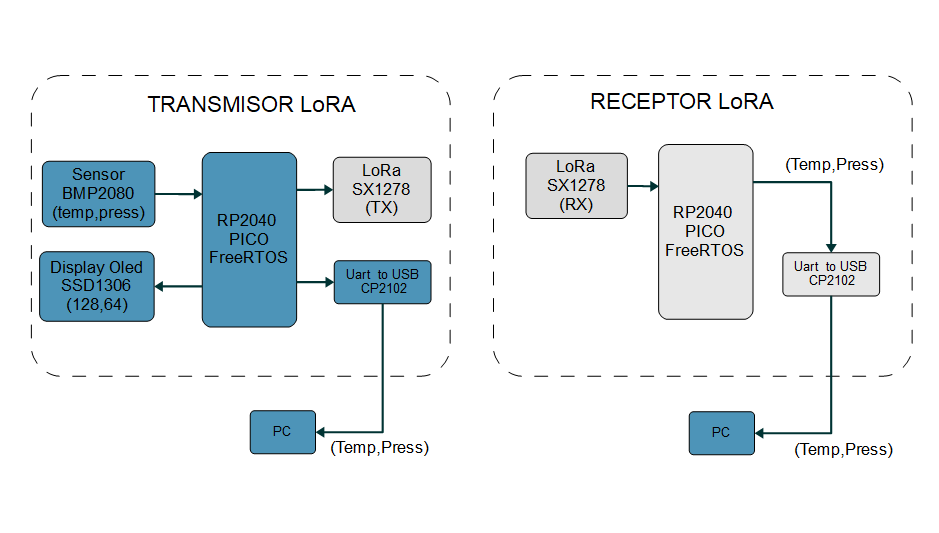 TRANSMISOR LoRA
Sensor
BMP2080
(temp,press)
RP2040
PICO
FreeRTOS
LoRa
SX1278
(TX)
Display Oled
SSD1306
(128,64)
Uart to USB
CP2102
PC
(Temp,Press)
RECEPTOR LoRA
LoRa
SX1278
(RX)
RP2040
PICO
FreeRTOS
(Temp,Press)
Uart to USB
CP2102
PC
(Temp,Press)